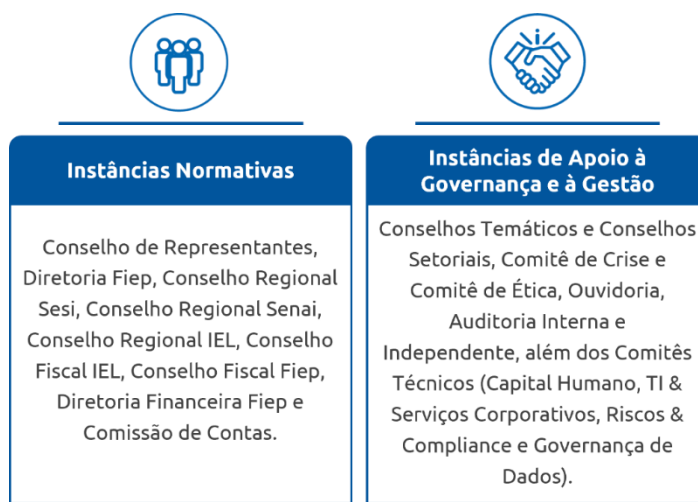 Instâncias Normativas
Conselho de Representantes,
Diretoria Fiep, Conselho Regional
Sesi, Conselho Regional Senai,
Conselho Regional IEL, Conselho
Fiscal IEL, Conselho Fiscal Fiep,
Diretoria Financeira Fiep e
Comissão de Contas.
Instâncias de Apoio à
Governança e à Gestão
Conselhos Temáticos e Conselhos
Setoriais, Comitê de Crise e
Comitê de Ética, Ouvidoria,
Auditoria Interna e
Independente, além dos Comitês
Técnicos (Capital Humano, TI &
Serviços Corporativos, Riscos &
Compliance e Governança de
Dados).